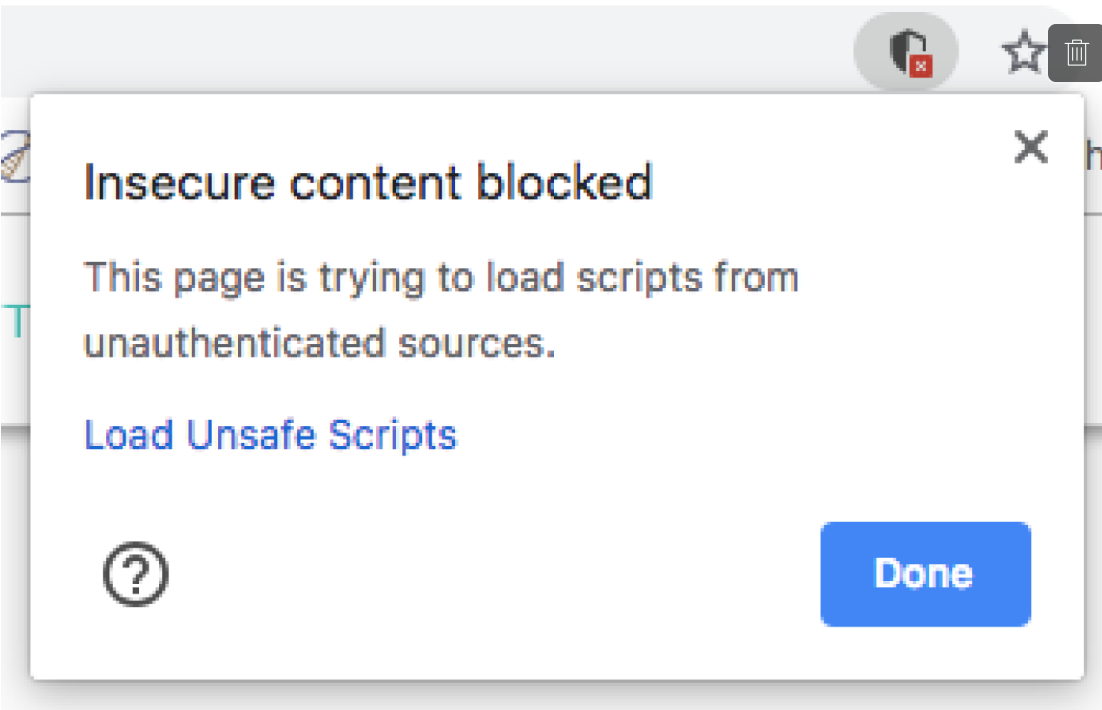 Insecure content blocked
This page is trying to load scripts from
unauthenticated sources.
Load Unsafe Scripts
Done